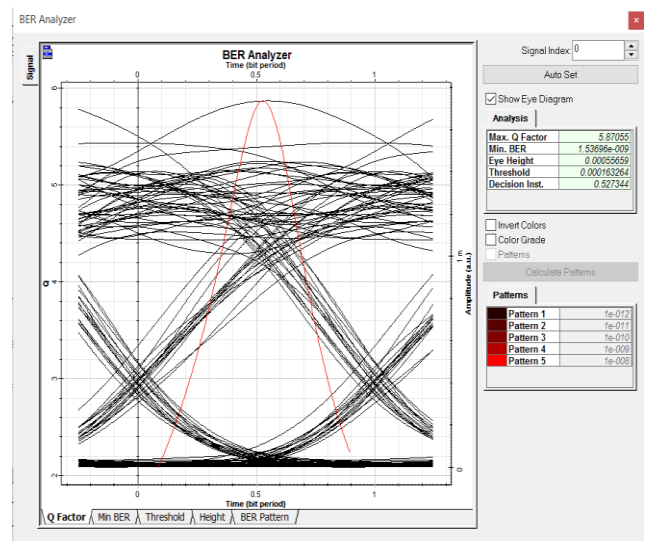 BER Analyzer
×
Signal
BER Analyzer
Time (bit period)
0 0.5 1
6
5
4
3
2
Q
1 m
0
Amplitude (a.u.)
0 0.5 1
Time (bit period)
Q Factor Min BER Threshold Height BER Pattern
Signal Index: 0
Auto Set
Show Eye Diagram
Analysis
Max. Q Factor 5.87055
Min. BER 1.53696e-009
Eye Height 0.00055659
Threshold 0.000163264
Decision Inst. 0.527344
Invert Colors
Color Grade
Patterns
Calculate Patterns
Patterns
Pattern 1 1e-012
Pattern 2 1e-011
Pattern 3 1e-010
Pattern 4 1e-009
Pattern 5 1e-008